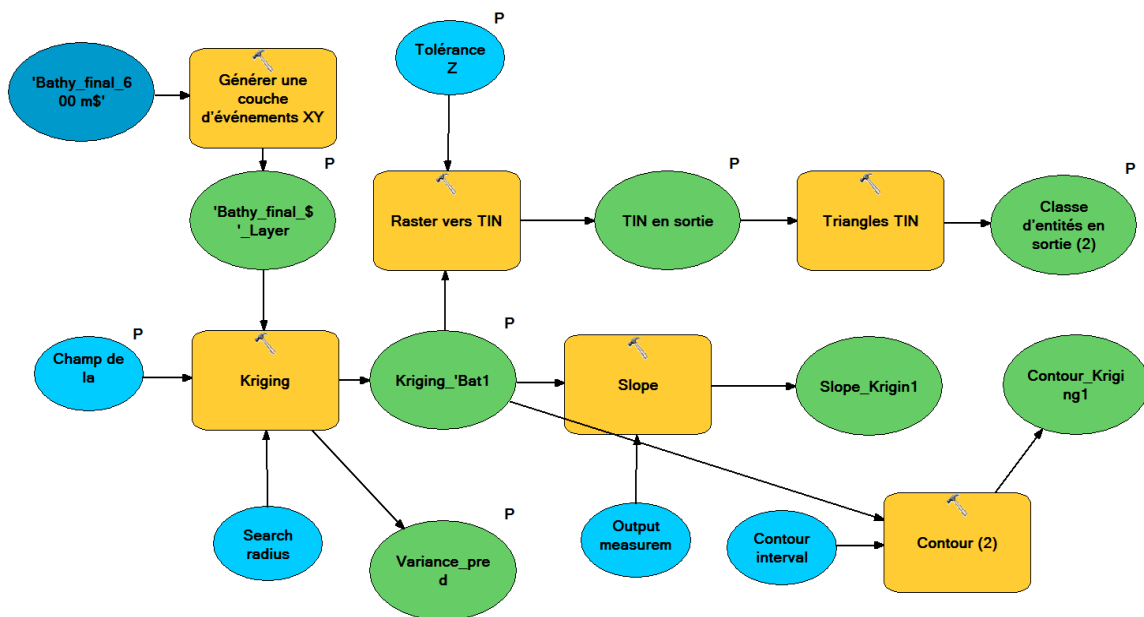 P
Tolérance
Z
'Bathy_final_6
00 m$'
Générer une
couche
d'événements XY
P
'Bathy_final_$
'_Layer
Raster vers TIN
P
TIN en sortie
Triangles TIN
P
Classe
d'entités en
sortie (2)
P
Champ de
la
Kriging
P
Kriging_'Bat1
Slope
Slope_Krigin1
Contour_Krigi
ng1
Search
radius
P
Variance_pre
d
Output
measurem
Contour
interval
Contour (2)